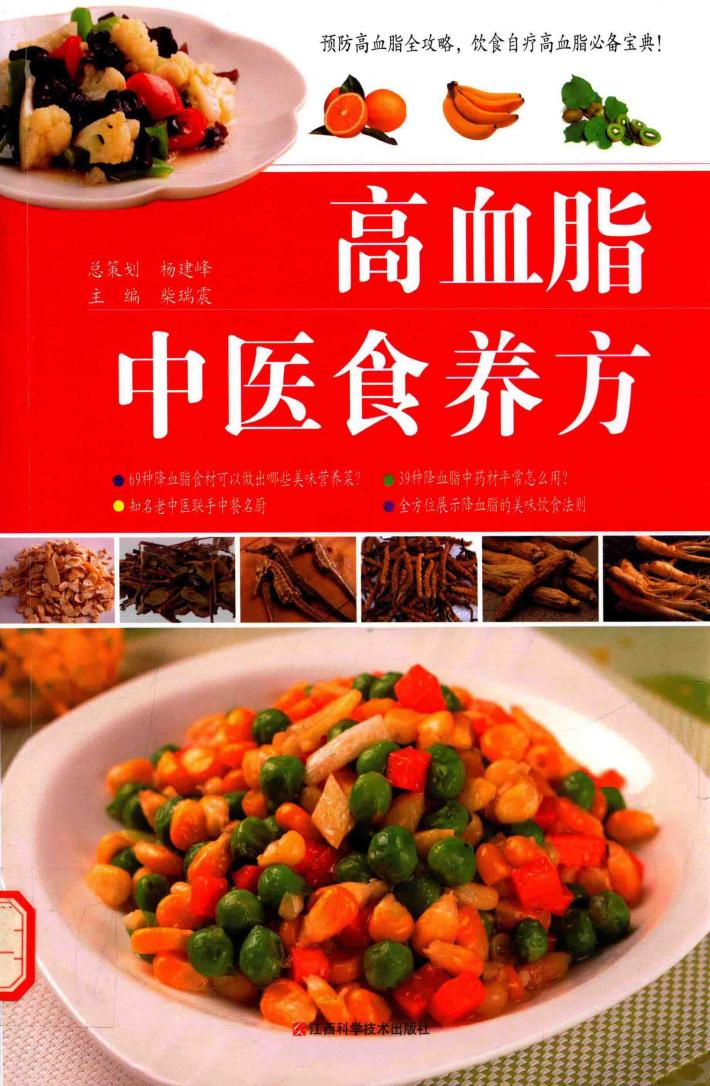 预防高血脂全攻略，饮食自疗高血脂必备宝典！
高血脂
总策划 杨建峰
主 编 柴瑞震
中医食养方
69种降血脂食材可以做出哪些美味营养菜？
39种降血脂中药材平常怎么用？
知名老中医联手中餐名厨
全方位展示降血脂的美味饮食法则
江西科学技术出版社